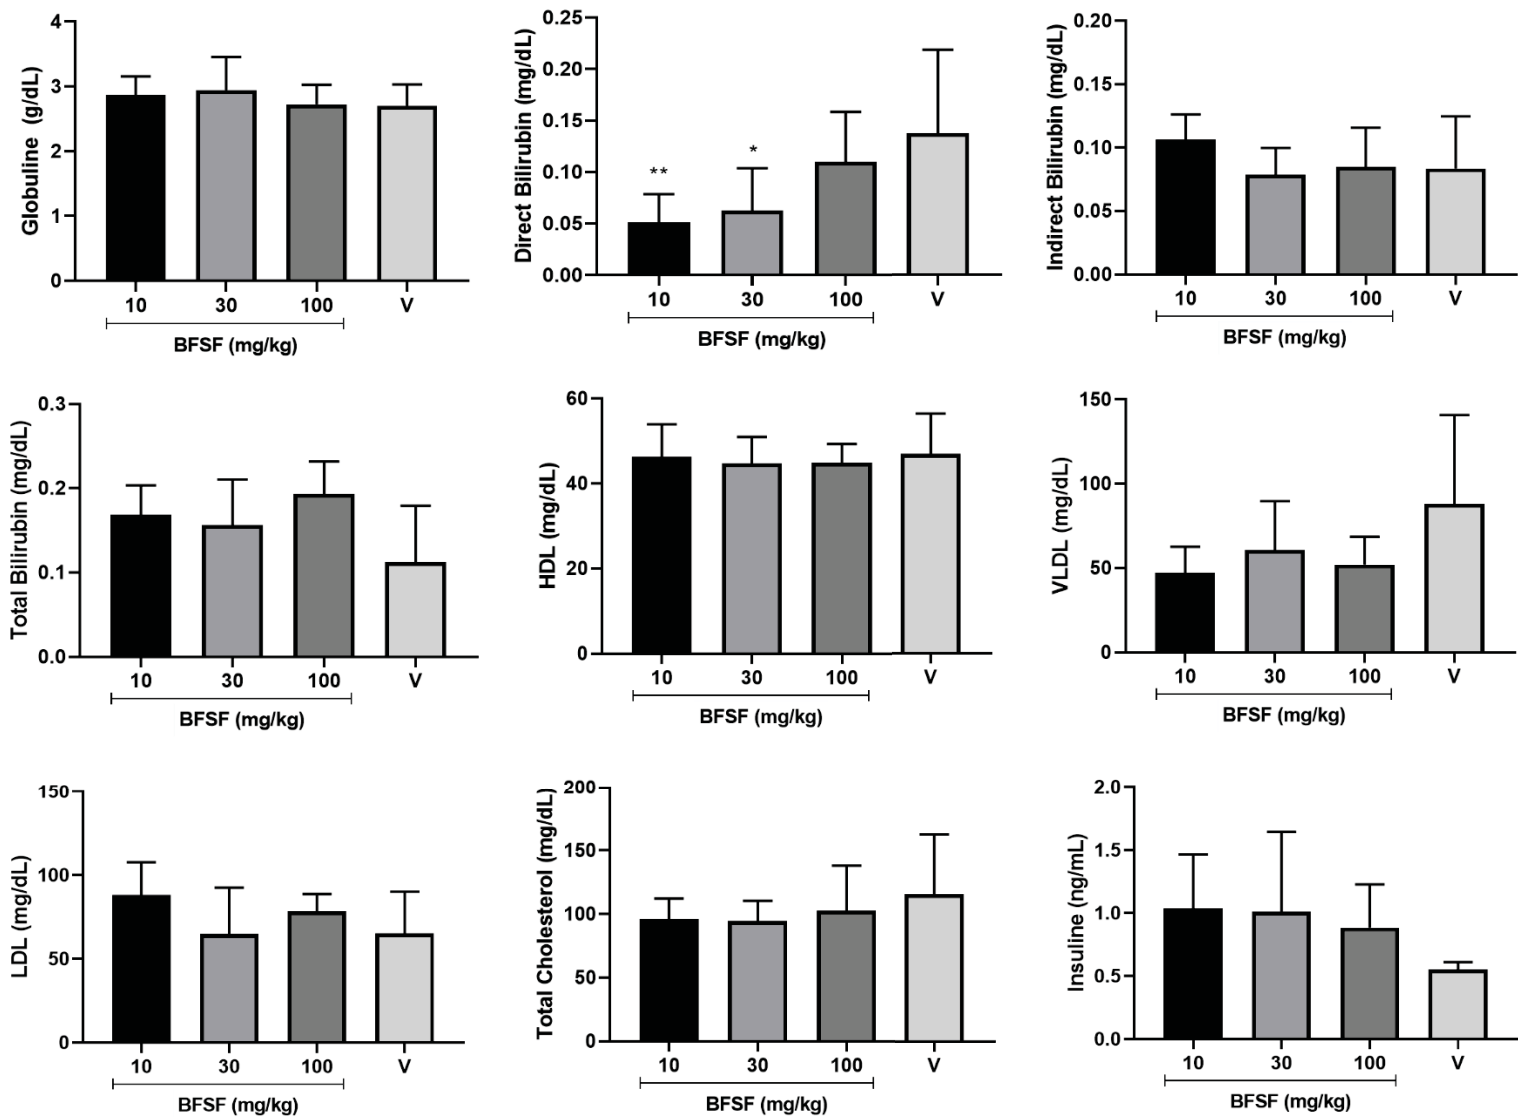 Globuline (g/dL)
4
3
2
1
0
10 30 100 V
BFSF (mg/kg)
Direct Bilirubin (mg/dL)
0.25
0.20
0.15
0.10
0.05
0.00
** *
10 30 100 V
BFSF (mg/kg)
Indirect Bilirubin (mg/dL)
0.20
0.15
0.10
0.05
0.00
10 30 100 V
BFSF (mg/kg)
Total Bilirubin (mg/dL)
0.3
0.2
0.1
0.0
10 30 100 V
BFSF (mg/kg)
HDL (mg/dL)
60
40
20
0
10 30 100 V
BFSF (mg/kg)
VLDL (mg/dL)
150
100
50
0
10 30 100 V
BFSF (mg/kg)
LDL (mg/dL)
150
100
50
0
10 30 100 V
BFSF (mg/kg)
Total Cholesterol (mg/dL)
200
150
100
50
0
10 30 100 V
BFSF (mg/kg)
Insuline (ng/mL)
2.0
1.5
1.0
0.5
0.0
10 30 100 V
BFSF (mg/kg)